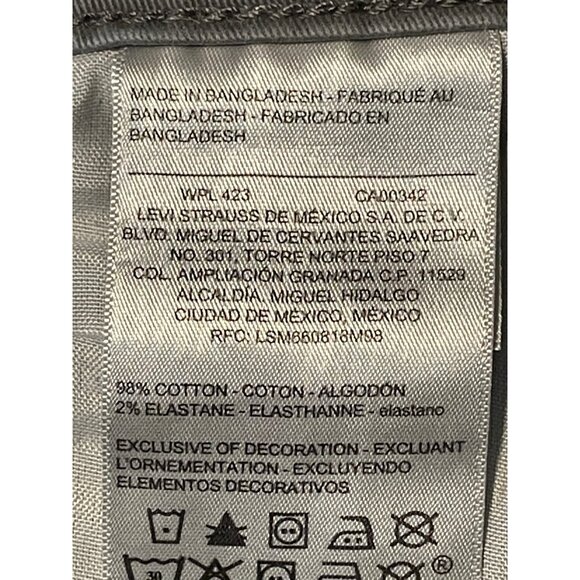 MADE IN BANGLADESH - FABRIQUÉ AU
BANGLADESH - FABRICADO EN
BANGLADESH
WPL 423 CA00342
LEVI STRAUSS DE MÉXICO S.A. DE C.V.
BLVD. MIGUEL DE CERVANTES SAAVEDRA
NO. 301, TORRE NORTE PISO 7
COL. AMPLIACIÓN GRANADA C.P. 11529
ALCALDÍA, MIGUEL HIDALGO
CIUDAD DE MÉXICO, MÉXICO
RFC: LSM660818M98
98% COTTON - COTON - ALGODÓN
2% ELASTANE - ELASTHANNE - elastano
EXCLUSIVE OF DECORATION - EXCLUANT
L'ORNEMENTATION - EXCLUYENDO
ELEMENTOS DECORATIVOS
30 ®